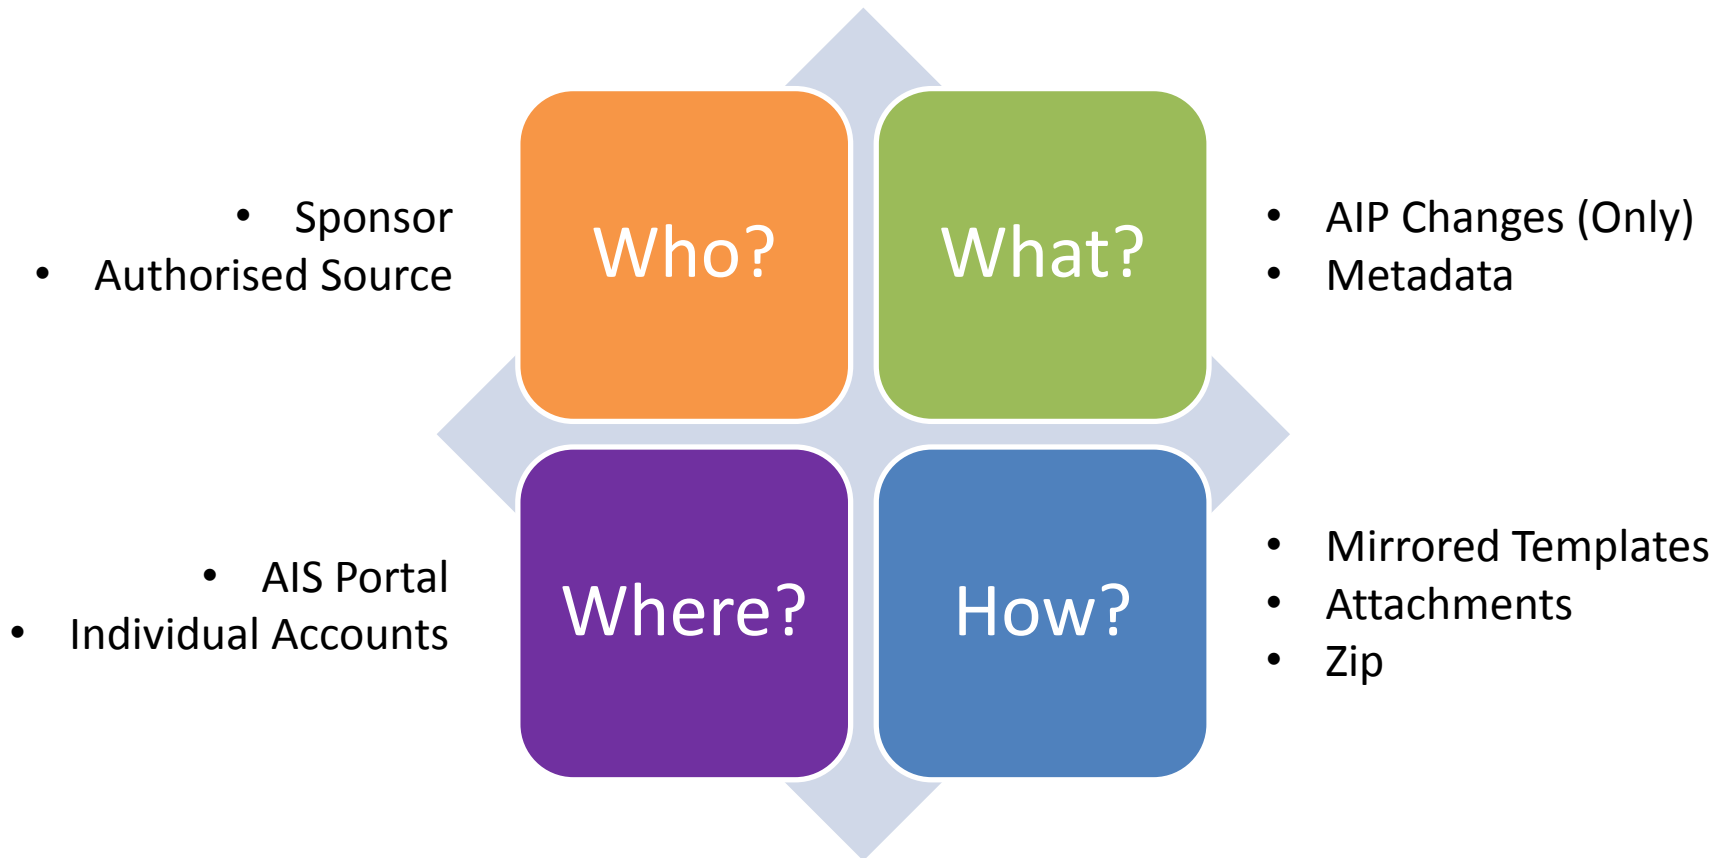 Who?
• Sponsor
• Authorised Source
What?
• AIP Changes (Only)
• Metadata
Where?
• AIS Portal
• Individual Accounts
How?
• Mirrored Templates
• Attachments
• Zip